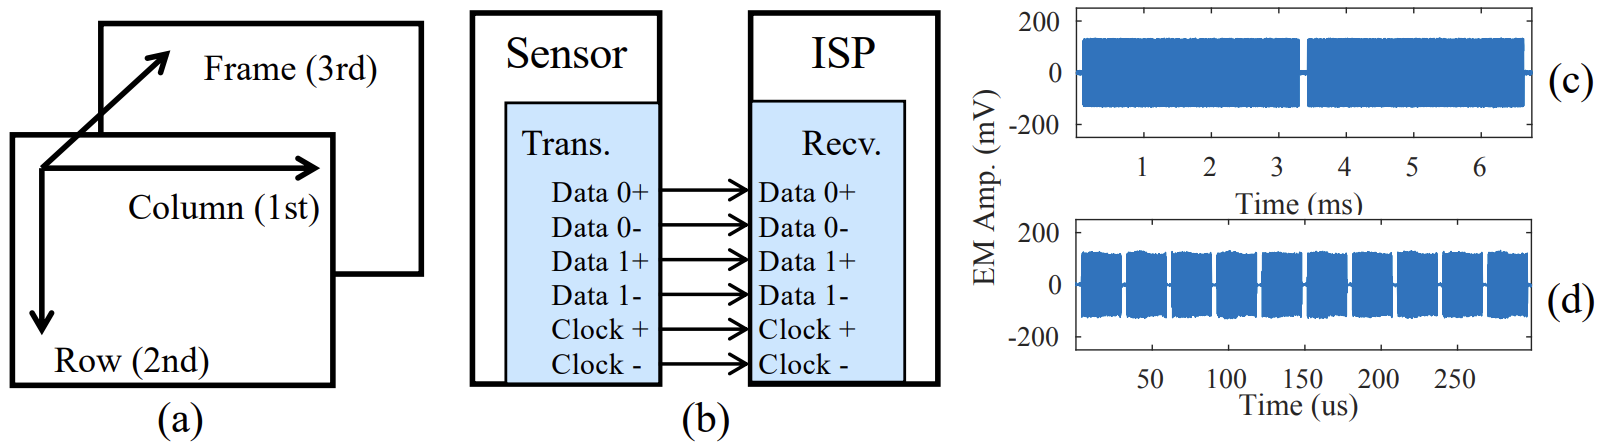 Frame (3rd)
Column (1st)
Row (2nd)
(a)
Sensor
Trans.
Data 0+
Data 0-
Data 1+
Data 1-
Clock +
Clock -
ISP
Recv.
Data 0+
Data 0-
Data 1+
Data 1-
Clock +
Clock -
(b)
EM Amp. (mV)
200
0
-200
1 2 3 4 5 6
Time (ms)
(c)
200
0
-200
50 100 150 200 250
Time (us)
(d)